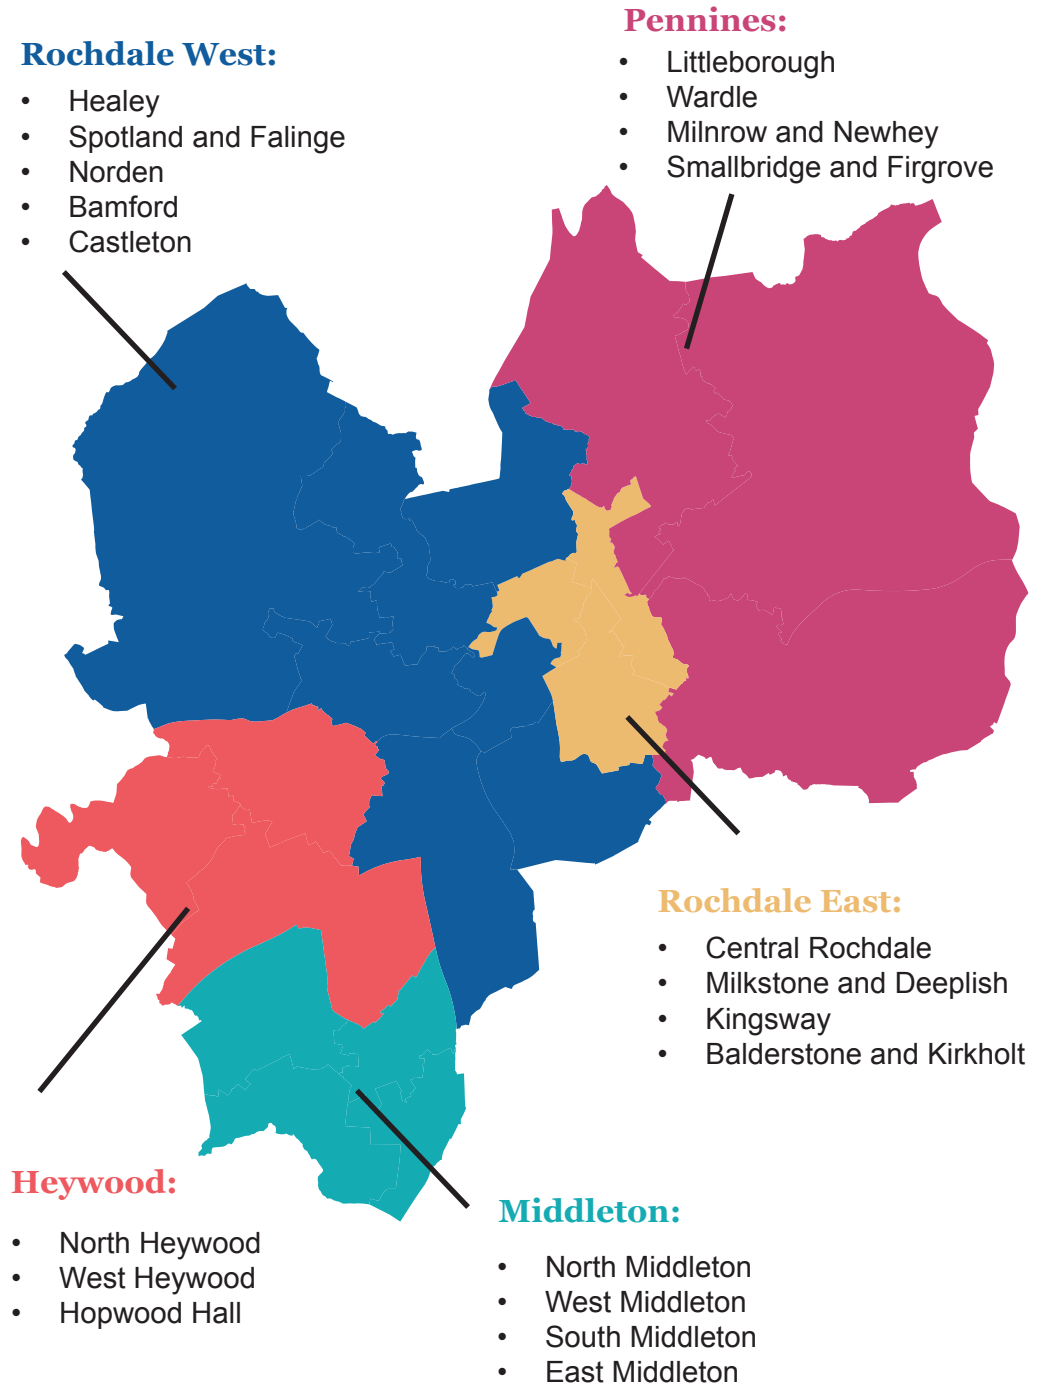 Rochdale West:
• Healey
• Spotland and Falinge
• Norden
• Bamford
• Castleton
Pennines:
• Littleborough
• Wardle
• Milnrow and Newhey
• Smallbridge and Firgrove
Rochdale East:
• Central Rochdale
• Milkstone and Deeplish
• Kingsway
• Balderstone and Kirkholt
Heywood:
• North Heywood
• West Heywood
• Hopwood Hall
Middleton:
• North Middleton
• West Middleton
• South Middleton
• East Middleton